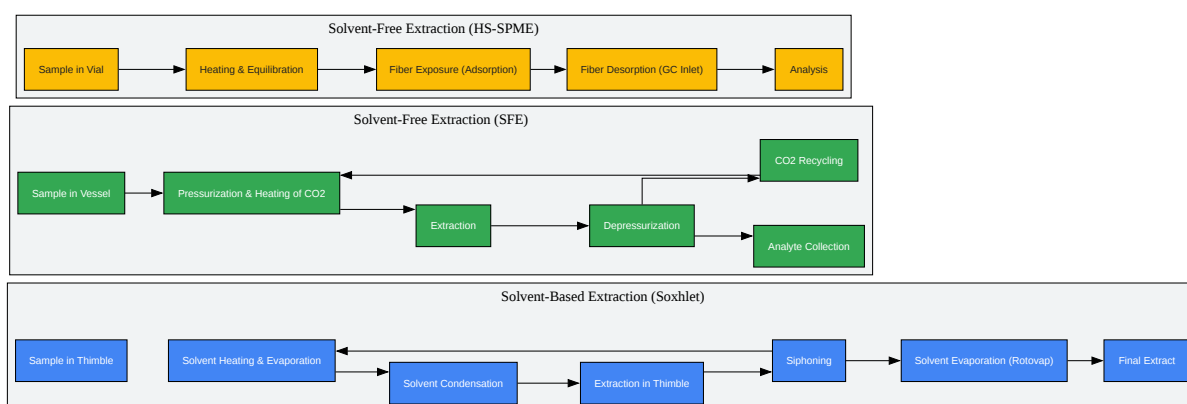 Solvent-Free Extraction (HS-SPME)
Sample in Vial
Heating & Equilibration
Fiber Exposure (Adsorption)
Fiber Desorption (GC Inlet)
Analysis
Solvent-Free Extraction (SFE)
CO2 Recycling
Sample in Vessel
Pressurization & Heating of CO2
Extraction
Depressurization
Analyte Collection
Solvent-Based Extraction (Soxhlet)
Sample in Thimble
Solvent Heating & Evaporation
Solvent Condensation
Extraction in Thimble
Siphoning
Solvent Evaporation (Rotovap)
Final Extract